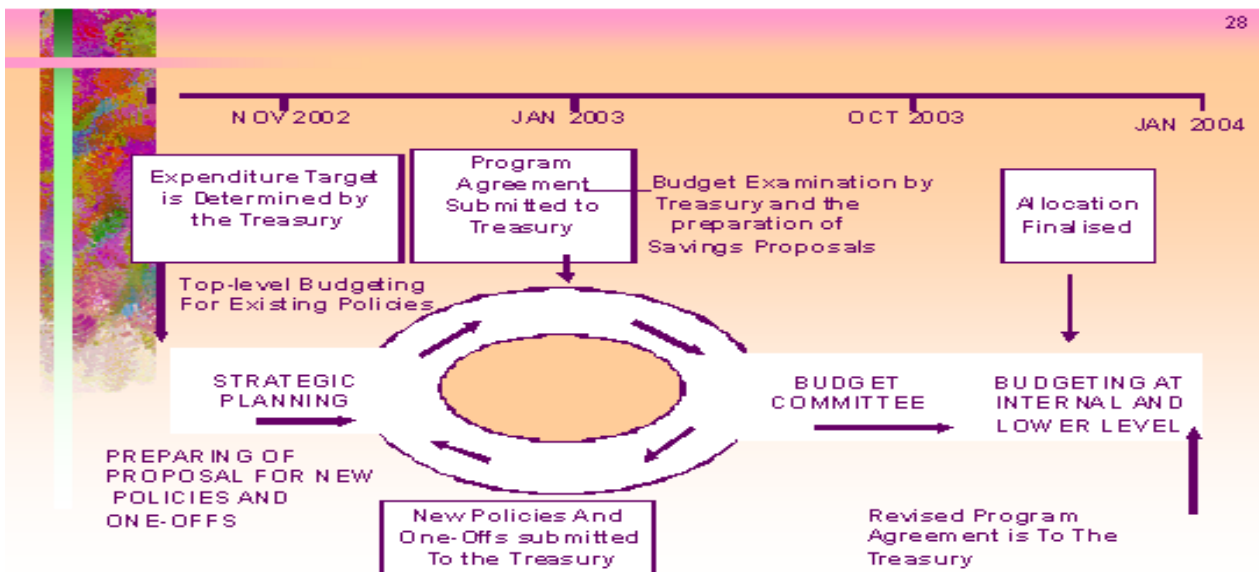 28
NOV 2002
JAN 2003
OCT 2003
JAN 2004
Expenditure Target
is Determined by
the Treasury
Program
Agreement
Submitted to
Treasury
Budget Examination by
Treasury and the
preparation of
Savings Proposals
Allocation
Finalised
Top-level Budgeting
For Existing Policies
STRATEGIC
PLANNING
BUDGET
COMMITTEE
BUDGETING AT
INTERNAL AND
LOWER LEVEL
PREPARING OF
PROPOSAL FOR NEW
POLICIES AND
ONE-OFFS
New Policies And
One-Offs submitted
To the Treasury
Revised Program
Agreement is To The
Treasury